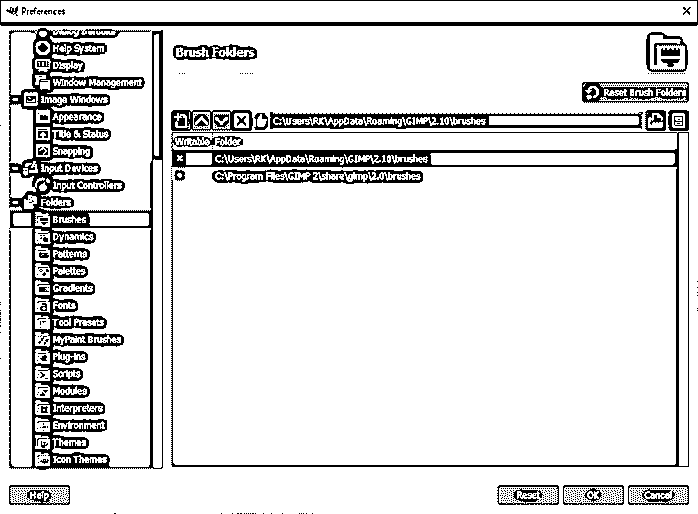 Preferences
Help System
Display
Window Management
Image Windows
Appearance
Title & Status
Snapping
Input Devices
Input Controllers
Folders
Brushes
Dynamics
Patterns
Palettes
Gradients
Fonts
Tool Presets
MyPaint Brushes
Plug-ins
Scripts
Modules
Interpreters
Environment
Themes
Icon Themes
Brush Folders
Reset Brush Folders
C:\Users\RK\AppData\Roaming\GIMP\2.10\brushes
Writable Folder
C:\Users\RK\AppData\Roaming\GIMP\2.10\brushes
C:\Program Files\GIMP 2\share\gimp\2.0\brushes
Help
Reset
OK
Cancel